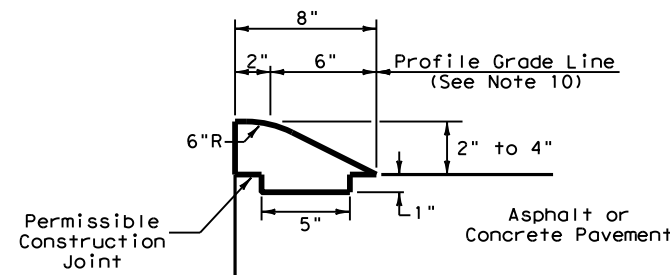 8"
2"
6"
Profile Grade Line
(See Note 10)
6"R
2" to 4"
1"
5"
Permissible
Construction
Joint
Asphalt or
Concrete Pavement